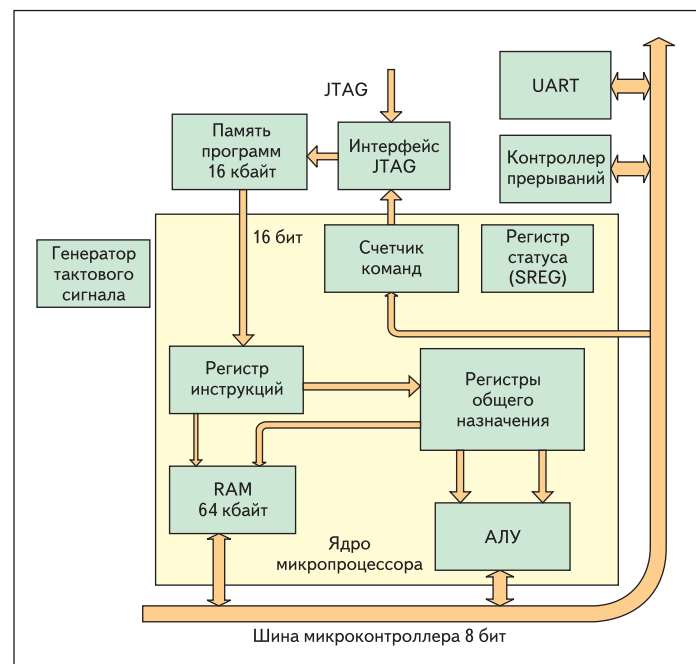 JTAG
UART
Память
программ
16 кбайт
Интерфейс
JTAG
Контроллер
прерываний
16 бит
Счетчик
команд
Регистр
статуса
(SREG)
Генератор
тактового
сигнала
Регистр
инструкций
Регистры
общего
назначения
RAM
64 кбайт
АЛУ
Ядро
микропроцессора
Шина микроконтроллера 8 бит